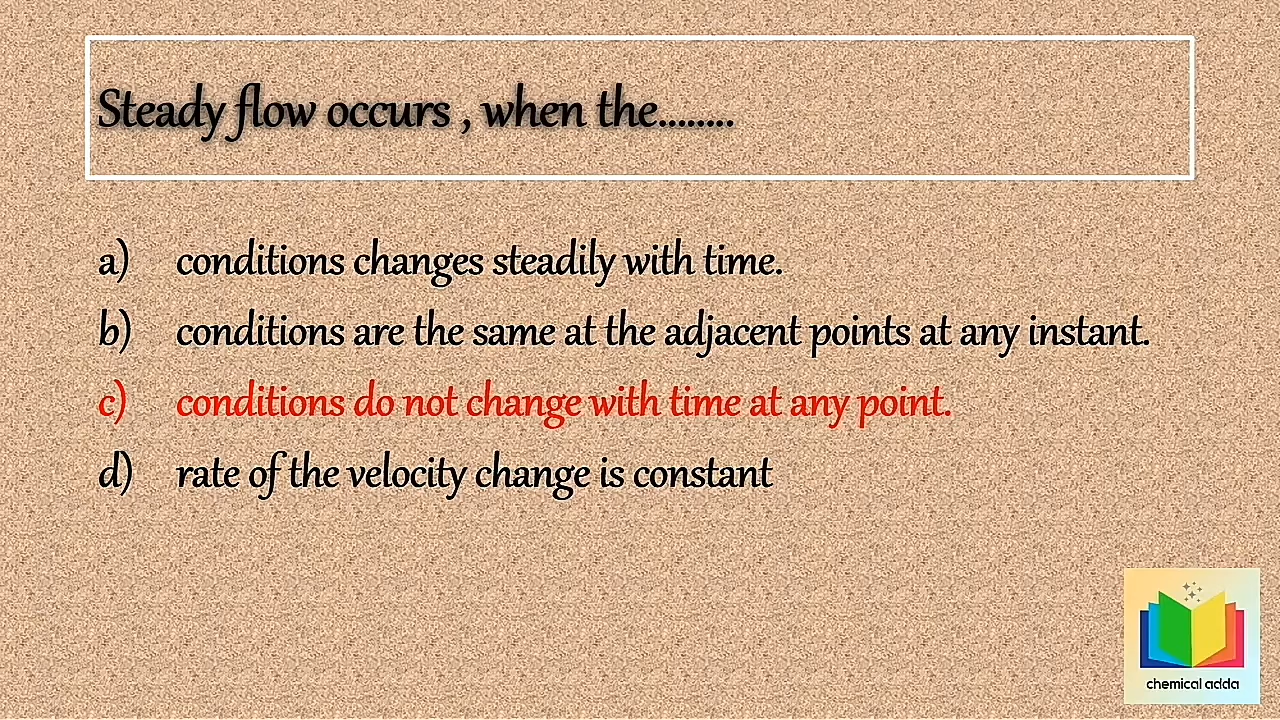 Steady flow occurs , when the........
a) conditions changes steadily with time.
b) conditions are the same at the adjacent points at any instant.
c) conditions do not change with time at any point.
d) rate of the velocity change is constant
chemical adda